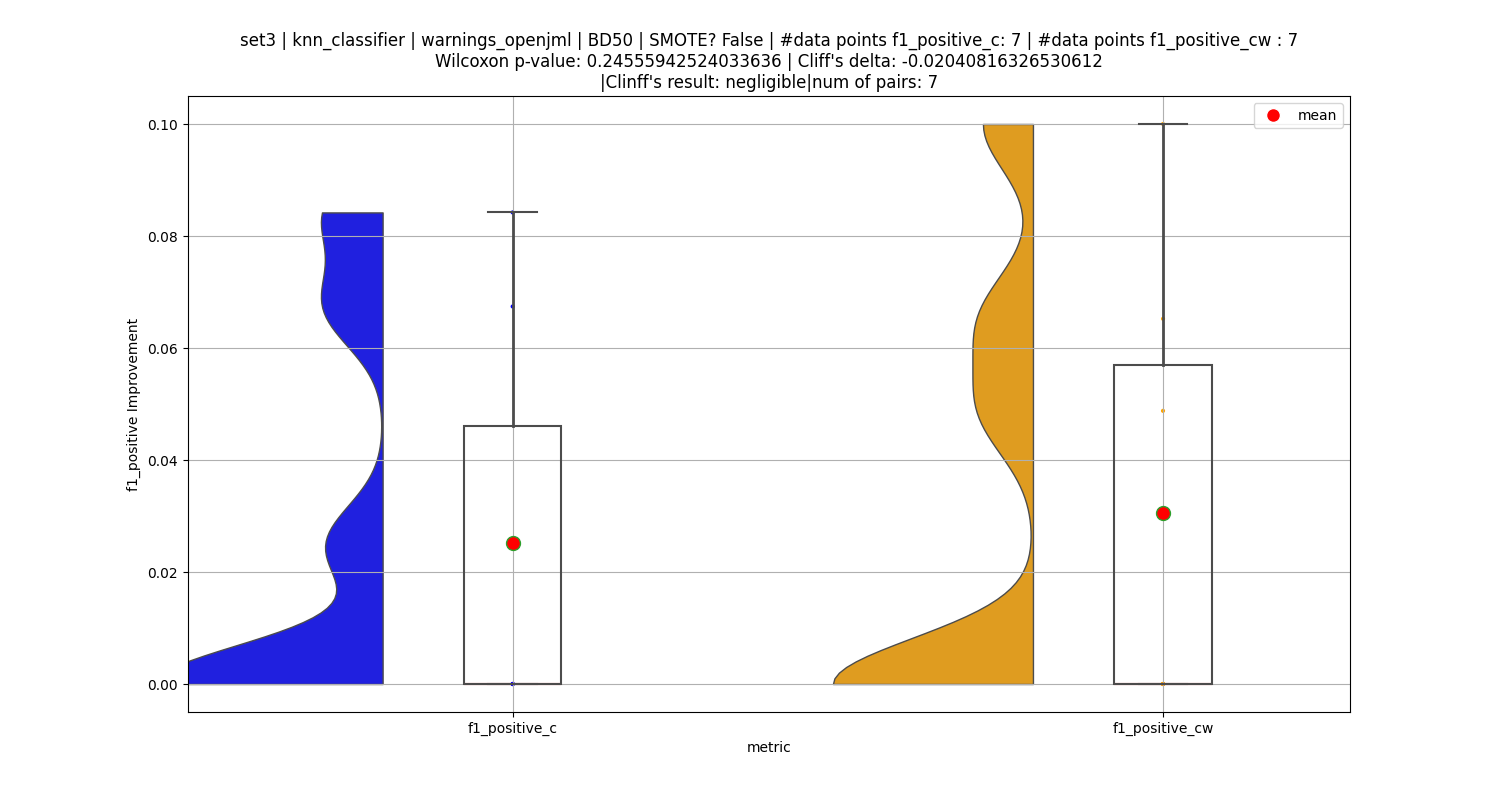 set3 | knn_classifier | warnings_openjml | BD50 | SMOTE? False | #data points f1_positive_c: 7 | #data points f1_positive_cw : 7
Wilcoxon p-value: 0.24555942524033636 | Cliff's delta: -0.02040816326530612
|Clinff's result: negligible|num of pairs: 7
mean
0.10
0.08
0.06
0.04
0.02
0.00
f1_positive Improvement
f1_positive_c
f1_positive_cw
metric